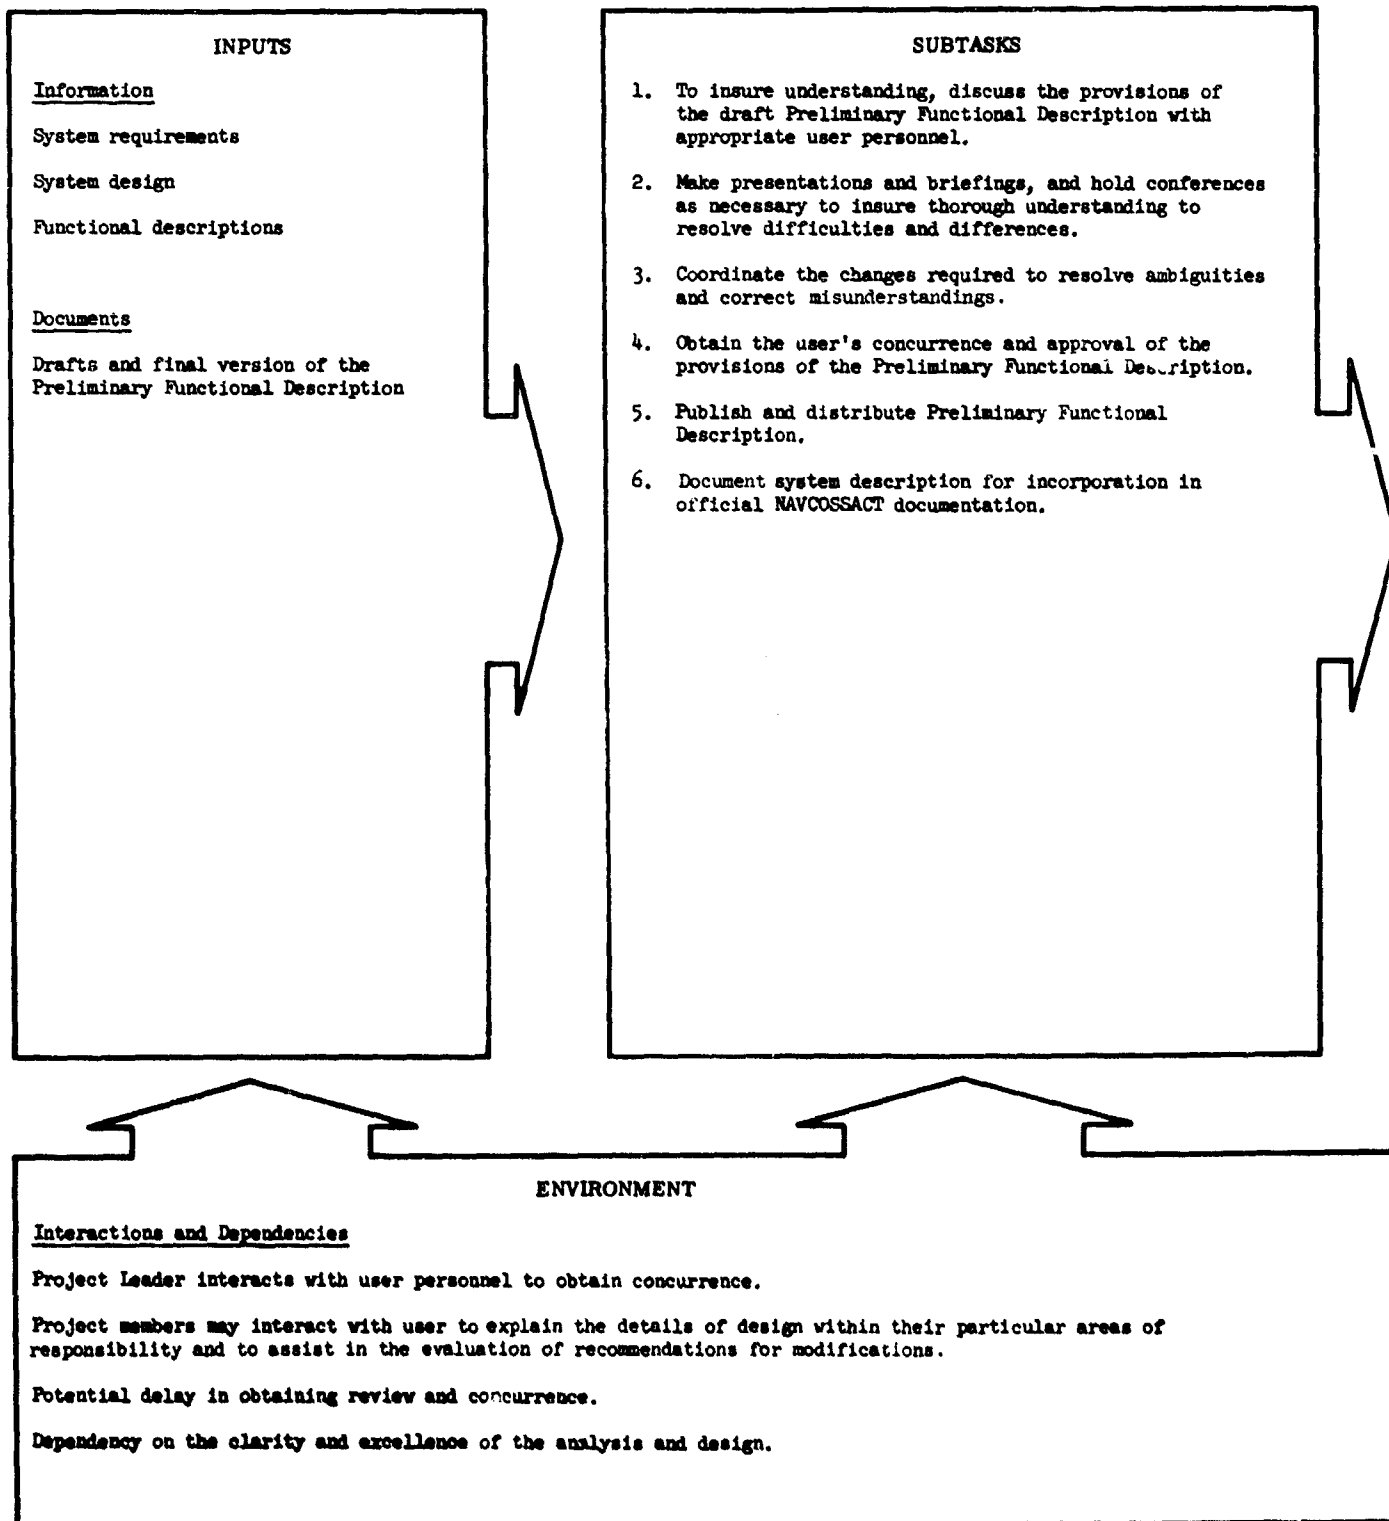 INPUTS
Information
System requirements
System design
Functional descriptions
Documents
Drafts and final version of the
Preliminary Functional Description
SUBTASKS
1. To insure understanding, discuss the provisions of
the draft Preliminary Functional Description with
appropriate user personnel.
2. Make presentations and briefings, and hold conferences
as necessary to insure thorough understanding to
resolve difficulties and differences.
3. Coordinate the changes required to resolve ambiguities
and correct misunderstandings.
4. Obtain the user's concurrence and approval of the
provisions of the Preliminary Functional Description.
5. Publish and distribute Preliminary Functional
Description.
6. Document system description for incorporation in
official NAVCOSSACT documentation.
ENVIRONMENT
Interactions and Dependencies
Project Leader interacts with user personnel to obtain concurrence.
Project members may interact with user to explain the details of design within their particular areas of
responsibility and to assist in the evaluation of recommendations for modifications.
Potential delay in obtaining review and concurrence.
Dependency on the clarity and excellence of the analysis and design.